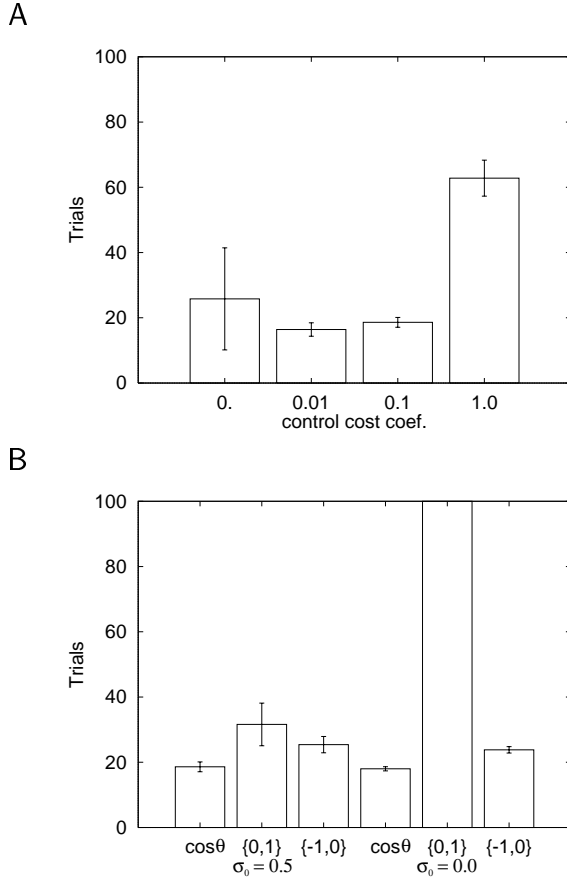 A
100
80
60
40
20
0
Trials
0. 0.01 0.1 1.0
control cost coef.
B
100
80
60
40
20
0
Trials
cosθ {0,1} {-1,0} cosθ {0,1} {-1,0}
σ₀ = 0.5 σ₀ = 0.0